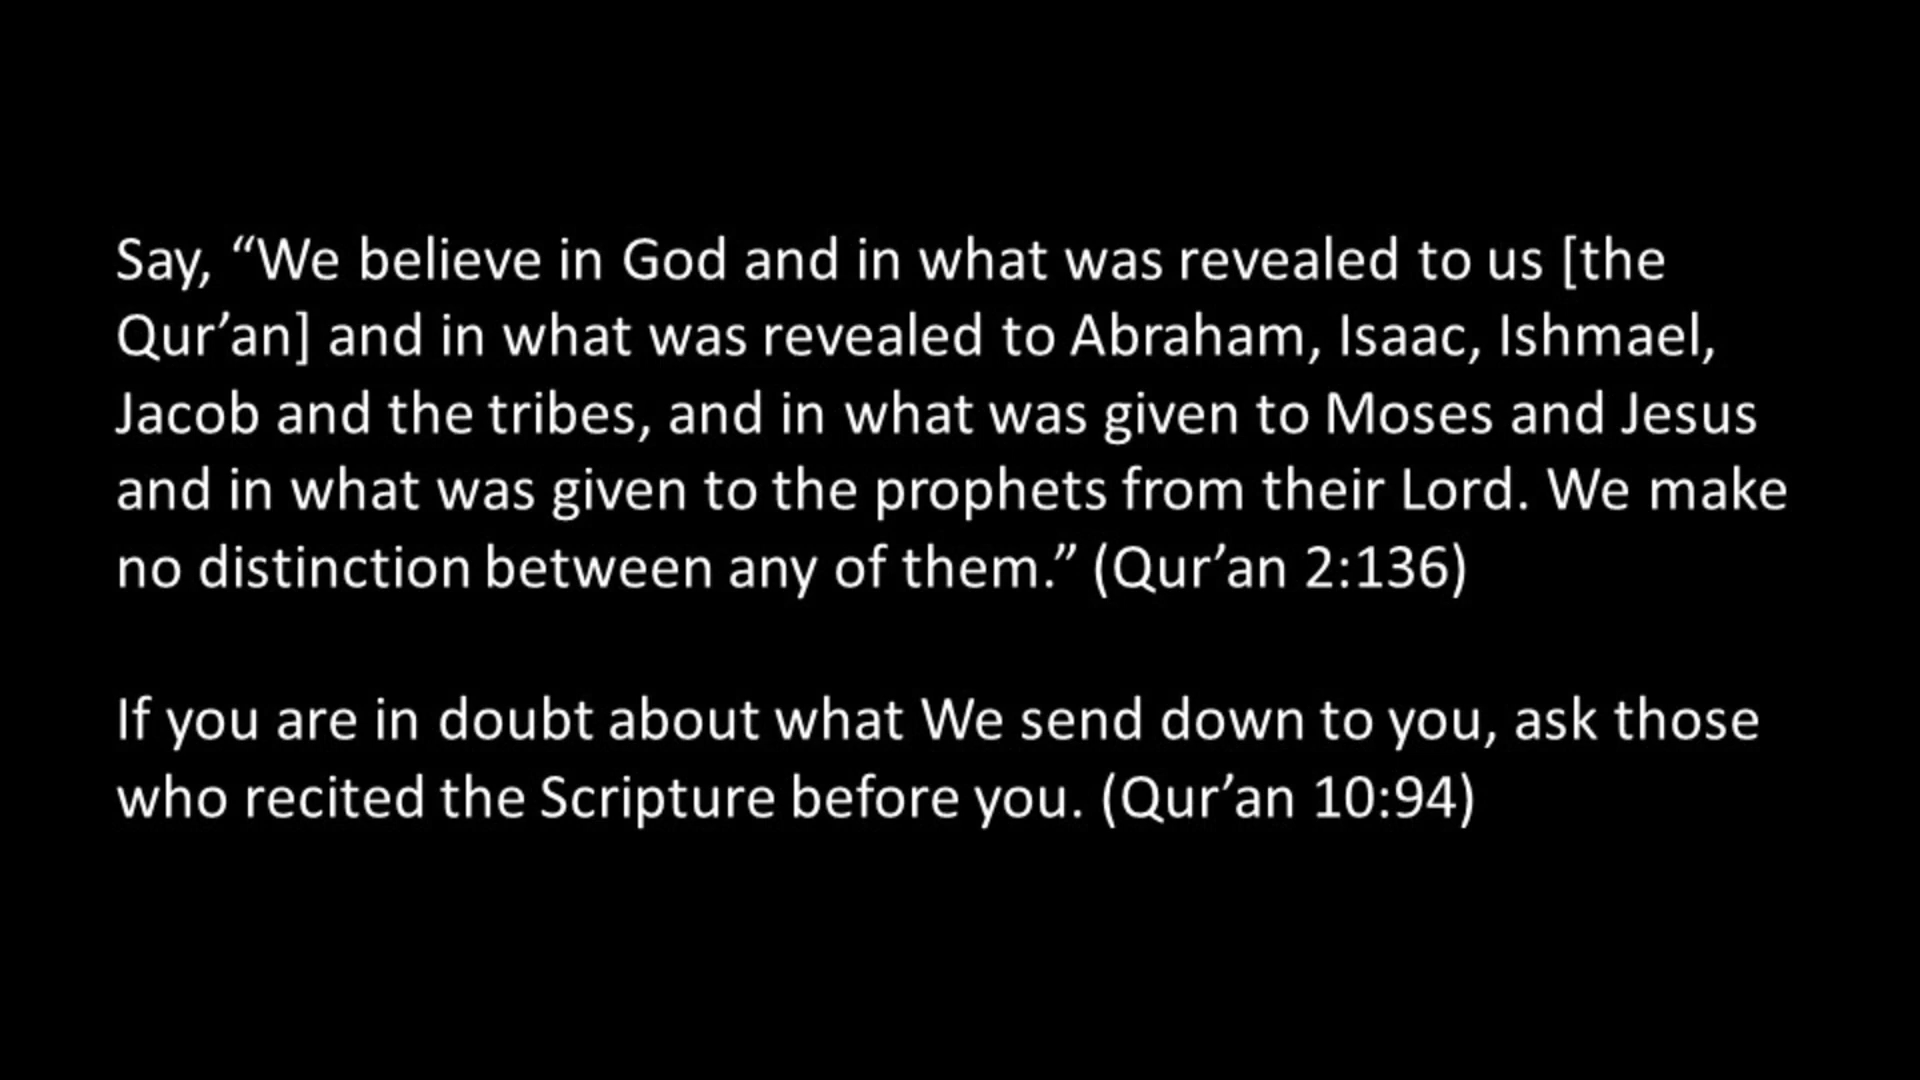 Say, “We believe in God and in what was revealed to us [the
Qur’an] and in what was revealed to Abraham, Isaac, Ishmael,
Jacob and the tribes, and in what was given to Moses and Jesus
and in what was given to the prophets from their Lord. We make
no distinction between any of them.” (Qur’an 2:136)
If you are in doubt about what We send down to you, ask those
who recited the Scripture before you. (Qur’an 10:94)